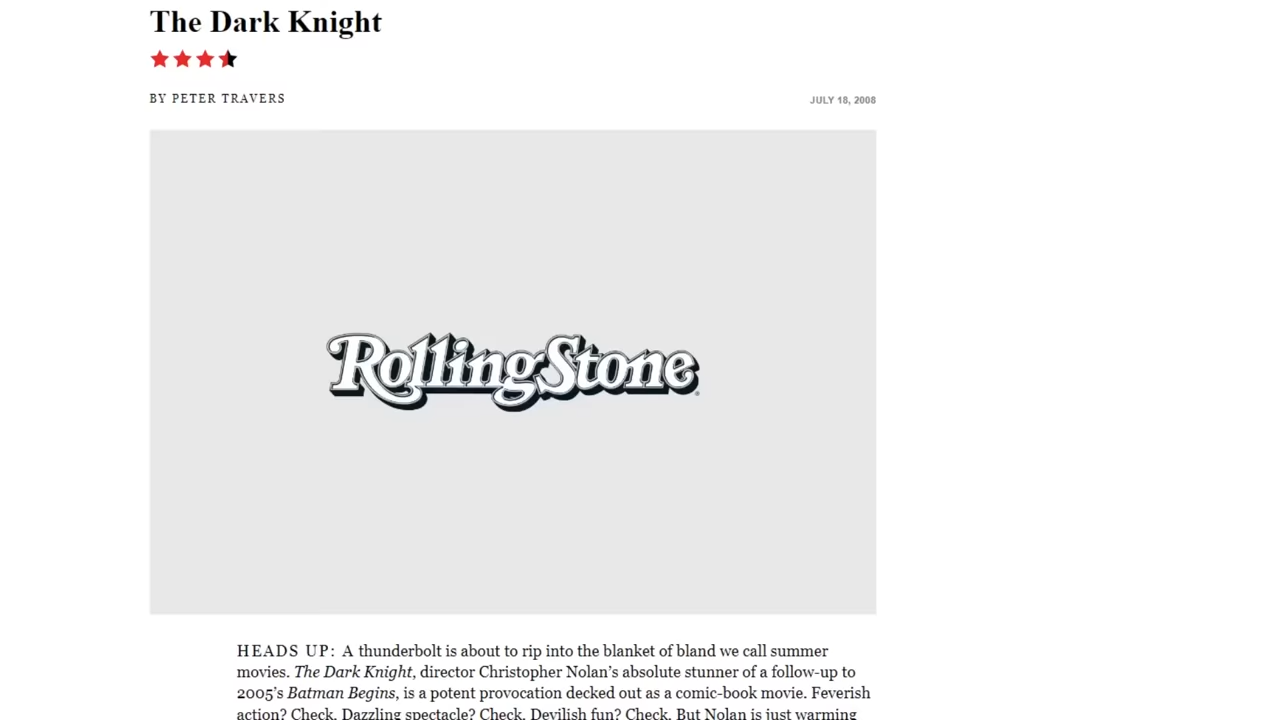 The Dark Knight
BY PETER TRAVERS
JULY 18, 2008
RollingStone
HEADS UP: A thunderbolt is about to rip into the blanket of bland we call summer
movies. The Dark Knight, director Christopher Nolan's absolute stunner of a follow-up to
2005's Batman Begins, is a potent provocation decked out as a comic-book movie. Feverish
action? Check. Dazzling spectacle? Check. Devilish fun? Check. But Nolan is just warming